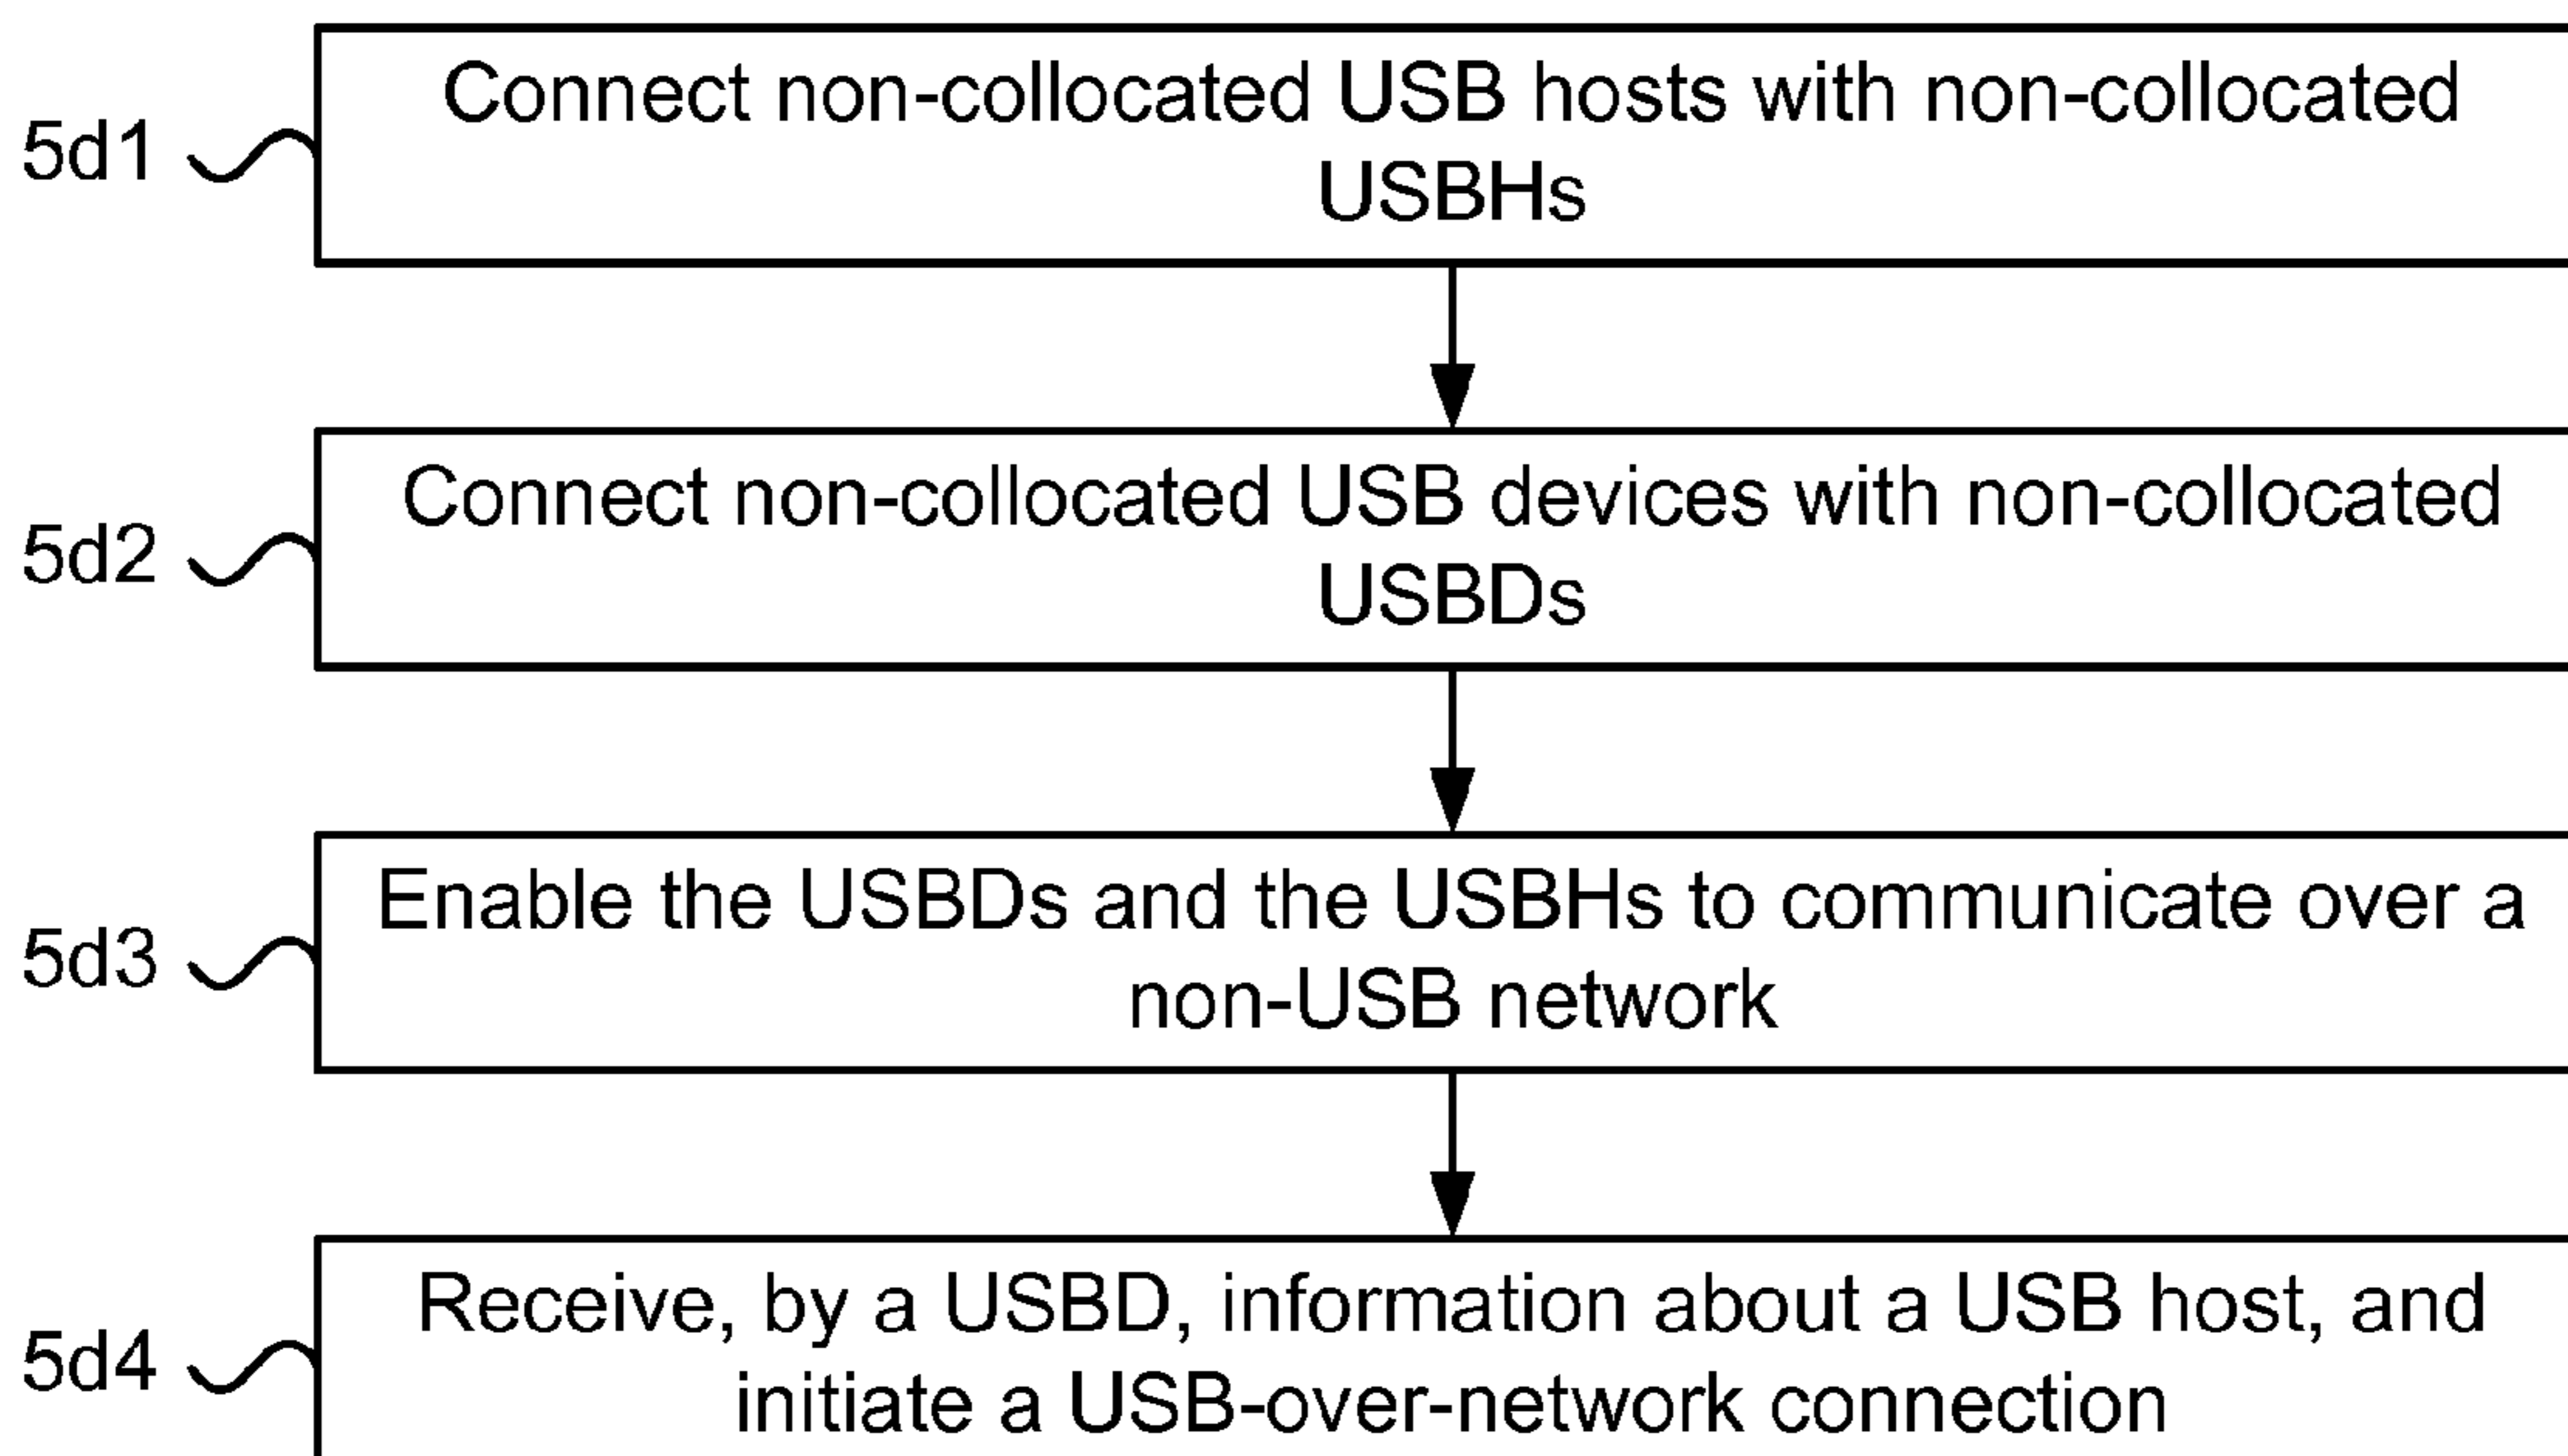 5d1
Connect non-collocated USB hosts with non-collocated
USBHs
5d2
Connect non-collocated USB devices with non-collocated
USBDs
5d3
Enable the USBDs and the USBHs to communicate over a
non-USB network
5d4
Receive, by a USBD, information about a USB host, and
initiate a USB-over-network connection